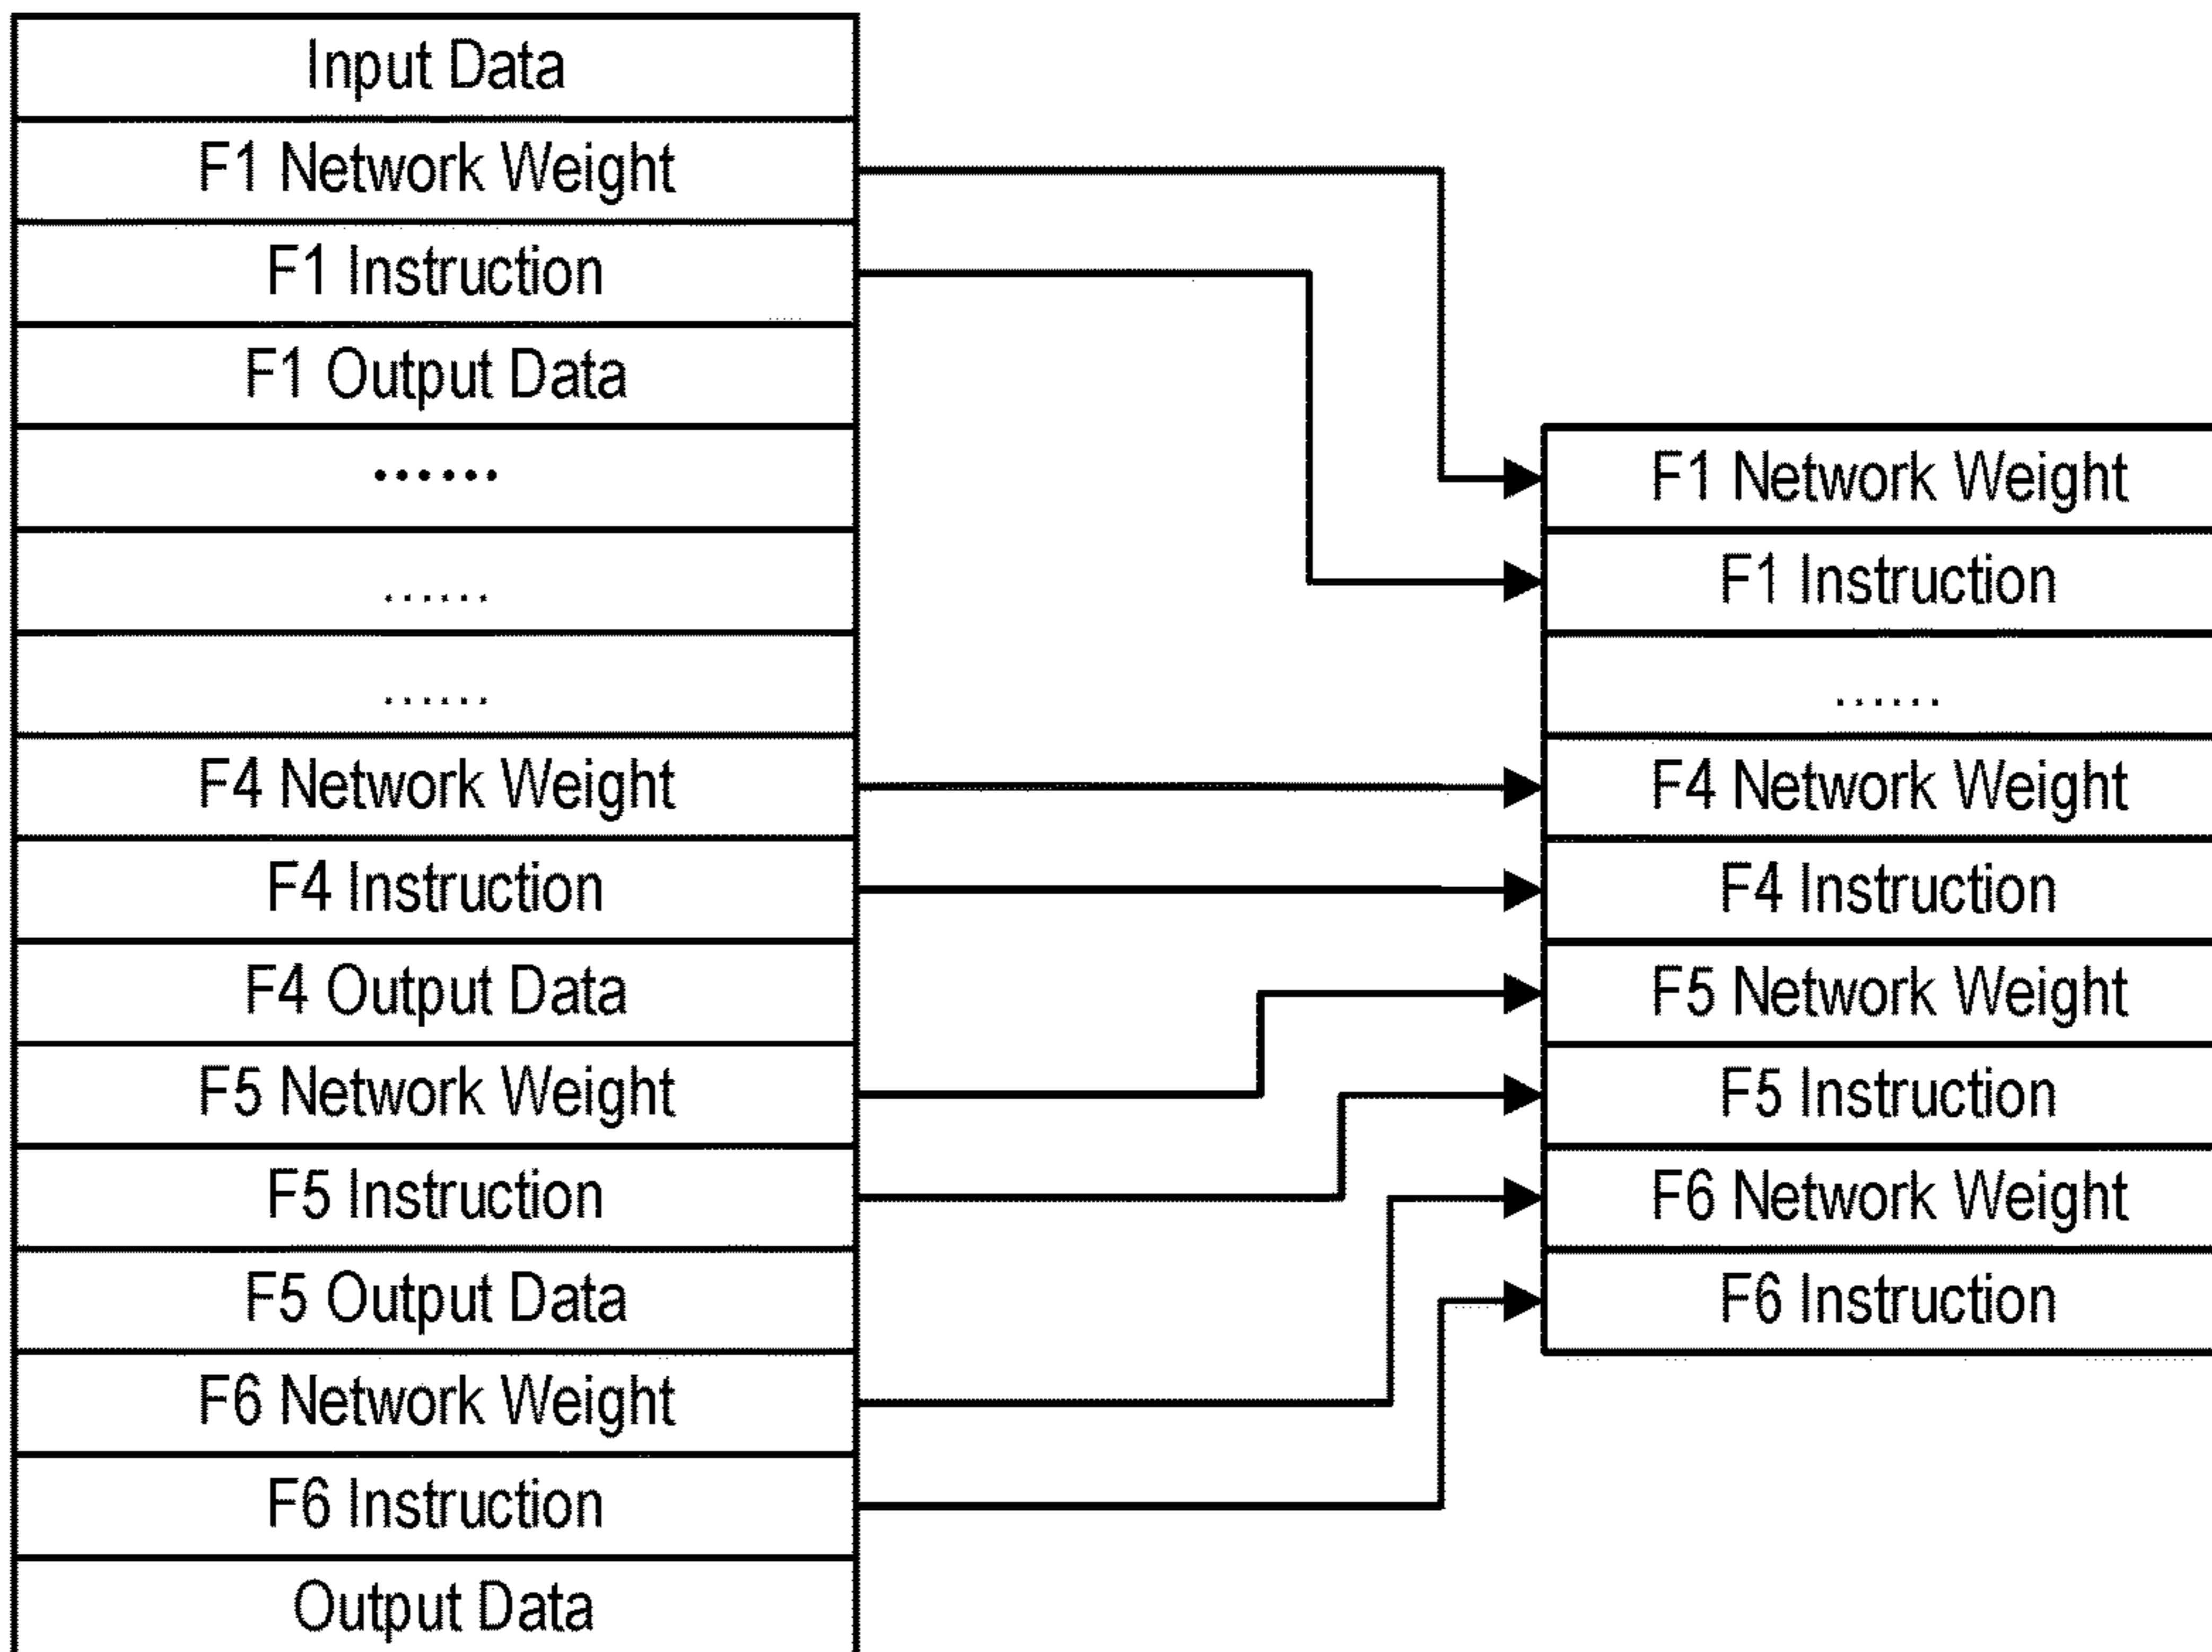 Input Data
F1 Network Weight
F1 Instruction
F1 Output Data
......
......
......
F4 Network Weight
F4 Instruction
F4 Output Data
F5 Network Weight
F5 Instruction
F5 Output Data
F6 Network Weight
F6 Instruction
Output Data
F1 Network Weight
F1 Instruction
......
F4 Network Weight
F4 Instruction
F5 Network Weight
F5 Instruction
F6 Network Weight
F6 Instruction